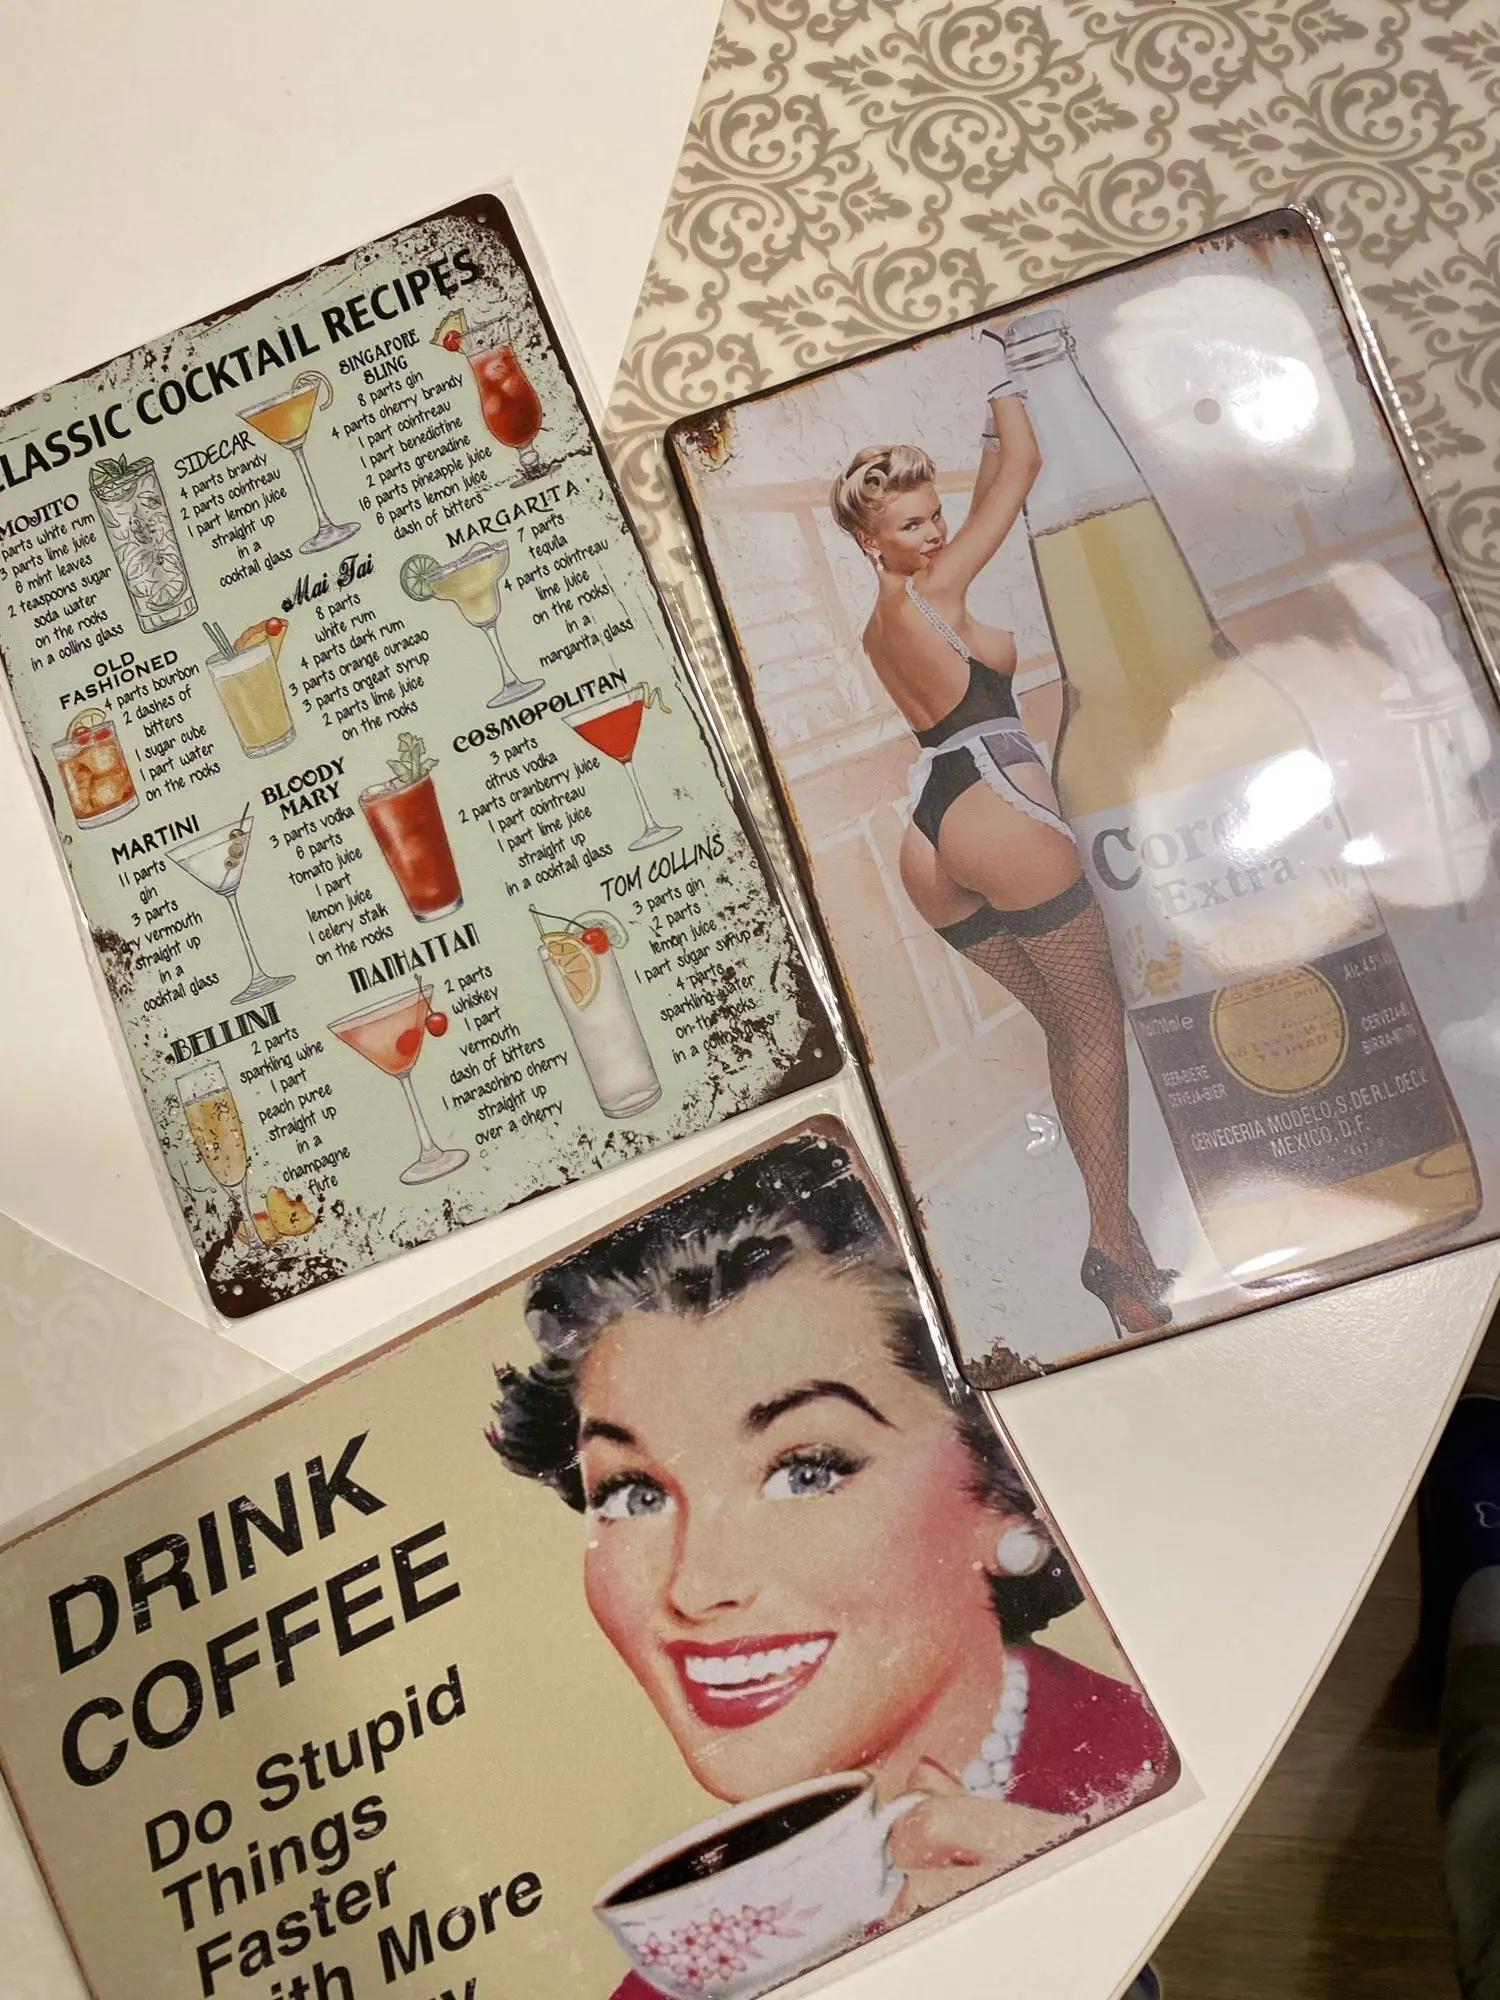 CLASSIC COCKTAIL RECIPES
MOJITO
parts white rum
3 parts lime juice
6 mint leaves
2 teaspoons sugar
soda water
on the rocks
in a collins glass
SIDECAR
4 parts brandy
2 parts cointreau
1 part lemon juice
straight up
in a
cocktail glass
SINGAPORE
SLING
8 parts gin
4 parts cherry brandy
1 part cointreau
1 part benedictine
2 parts grenadine
16 parts pineapple juice
6 parts lemon juice
dash of bitters
OLD
FASHIONED
4 parts bourbon
2 dashes of
bitters
1 sugar cube
1 part water
on the rocks
Mai Tai
8 parts
white rum
4 parts dark rum
3 parts orange curacao
3 parts orgeat syrup
2 parts lime juice
on the rocks
MARGARITA
7 parts
tequila
4 parts cointreau
lime juice
on the rocks
in a
margarita glass
MARTINI
11 parts
gin
3 parts
dry vermouth
straight up
in a
cocktail glass
BLOODY
MARY
3 parts vodka
6 parts
tomato juice
1 part
lemon juice
1 celery stalk
on the rocks
COSMOPOLITAN
3 parts
citrus vodka
2 parts cranberry juice
1 part cointreau
1 part lime juice
straight up
in a cocktail glass
BELLINI
2 parts
sparkling wine
1 part
peach puree
straight up
in a
champagne
flute
MANHATTAN
2 parts
whiskey
1 part
vermouth
dash of bitters
1 maraschino cherry
straight up
over a cherry
TOM COLLINS
3 parts gin
2 parts
lemon juice
1 part sugar syrup
4 parts
sparkling water
on the rocks
in a collins glass
Extra
Alc. 4.5%
CERVEZA-BIER
CERVECERIA MODELO, S. DE R.L. DE C.V.
MEXICO, D.F.
DRINK
COFFEE
Do Stupid
Things
Faster
with More